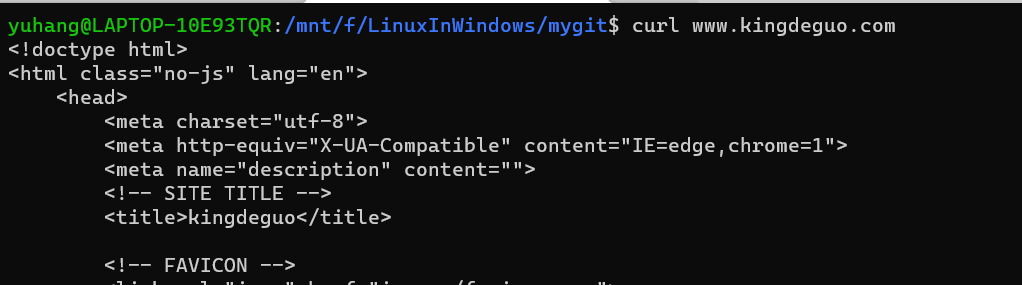 yuhang@LAPTOP-10E93TQR:/mnt/f/LinuxInWindows/mygit$ curl www.kingdeguo.com
<!doctype html>
<html class="no-js" lang="en">
    <head>
        <meta charset="utf-8">
        <meta http-equiv="X-UA-Compatible" content="IE=edge,chrome=1">
        <meta name="description" content="">
        <!-- SITE TITLE -->
        <title>kingdeguo</title>

        <!-- FAVICON -->